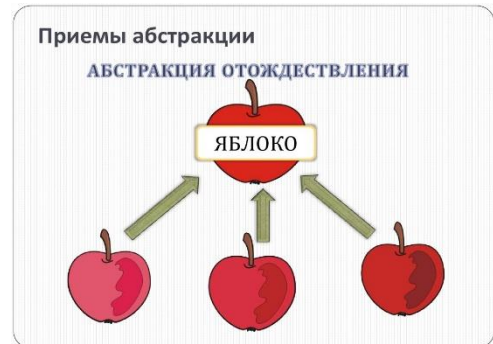 Приемы абстракции
АБСТРАКЦИЯ ОТОЖДЕСТВЛЕНИЯ
ЯБЛОКО